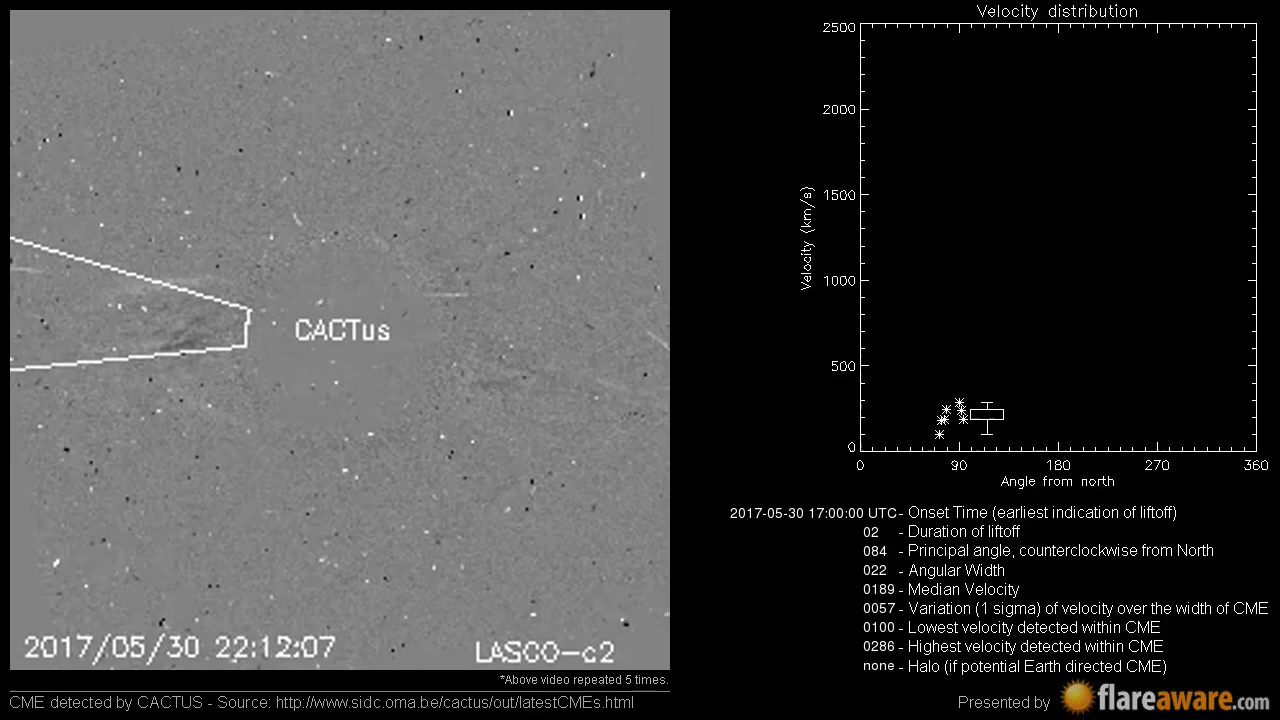 CACTus
2017/05/30 22:12:07
LASCO-c2
*Above video repeated 5 times.
CME detected by CACTUS - Source: http://www.sidc.oma.be/cactus/out/latestCMEs.html
Velocity distribution
2500
2000
1500
1000
500
0
Velocity (km/s)
0 90 180 270 360
Angle from north
2017-05-30 17:00:00 UTC - Onset Time (earliest indication of liftoff)
02 - Duration of liftoff
084 - Principal angle, counterclockwise from North
022 - Angular Width
0189 - Median Velocity
0057 - Variation (1 sigma) of velocity over the width of CME
0100 - Lowest velocity detected within CME
0286 - Highest velocity detected within CME
none - Halo (if potential Earth directed CME)
Presented by flareaware.com